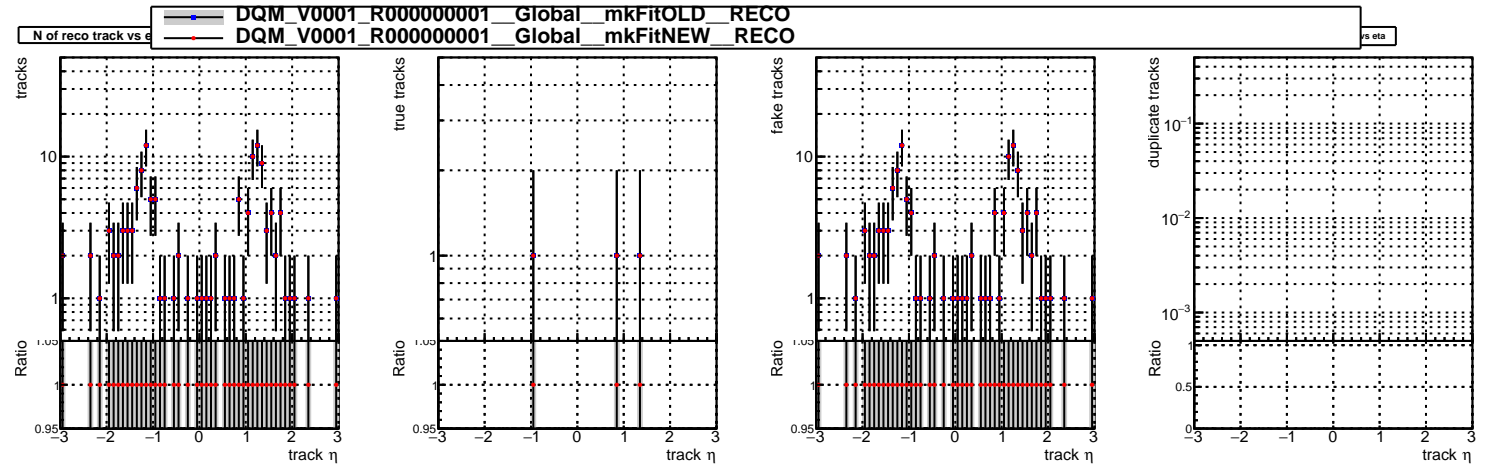 DQM_V0001_R000000001__Global__mkFitOLD__RECO
DQM_V0001_R000000001__Global__mkFitNEW__RECO
N of reco track vs e
vs eta
tracks
10
1
Ratio
1.05
1
0.95
−3 −2 −1 0 1 2 3
track η
true tracks
1
Ratio
1.05
1
0.95
−3 −2 −1 0 1 2 3
track η
fake tracks
10
1
Ratio
1.05
1
0.95
−3 −2 −1 0 1 2 3
track η
duplicate tracks
10⁻¹
10⁻²
10⁻³
Ratio
1
0.5
0
−3 −2 −1 0 1 2 3
track η